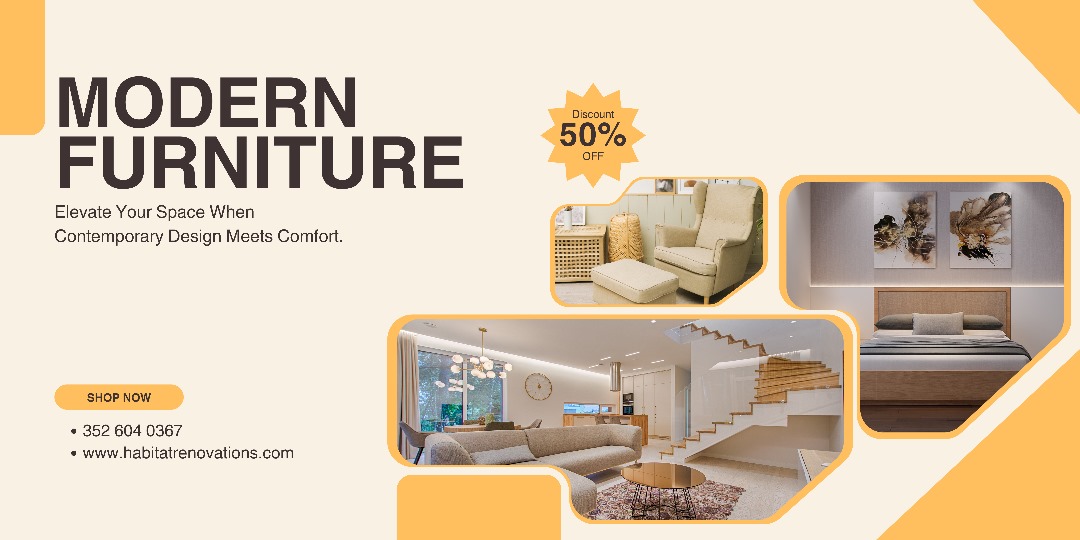 MODERN
FURNITURE
Elevate Your Space When
Contemporary Design Meets Comfort.
Discount
50%
OFF
SHOP NOW
• 352 604 0367
• www.habitatrenovations.com